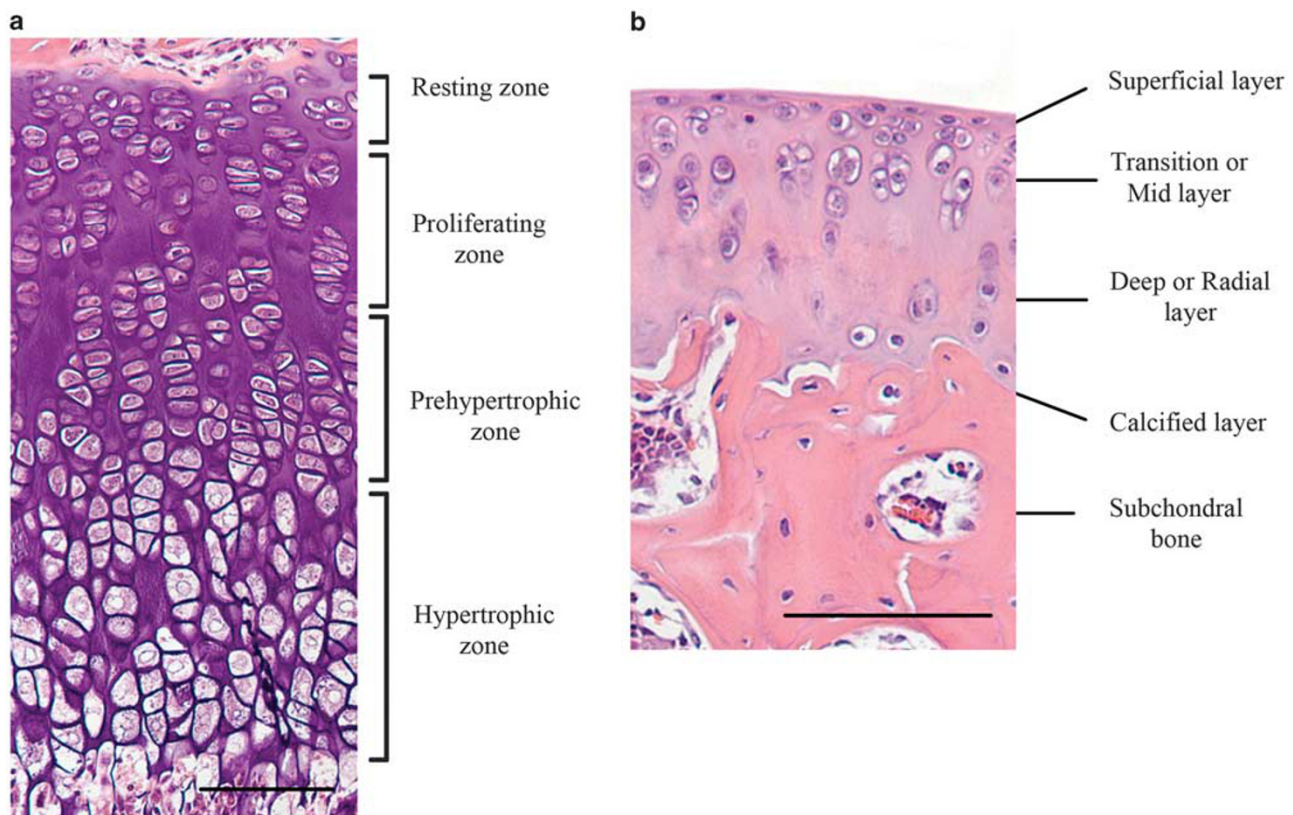 a
Resting zone
Proliferating
zone
Prehypertrophic
zone
Hypertrophic
zone
b
Superficial layer
Transition or
Mid layer
Deep or Radial
layer
Calcified layer
Subchondral
bone